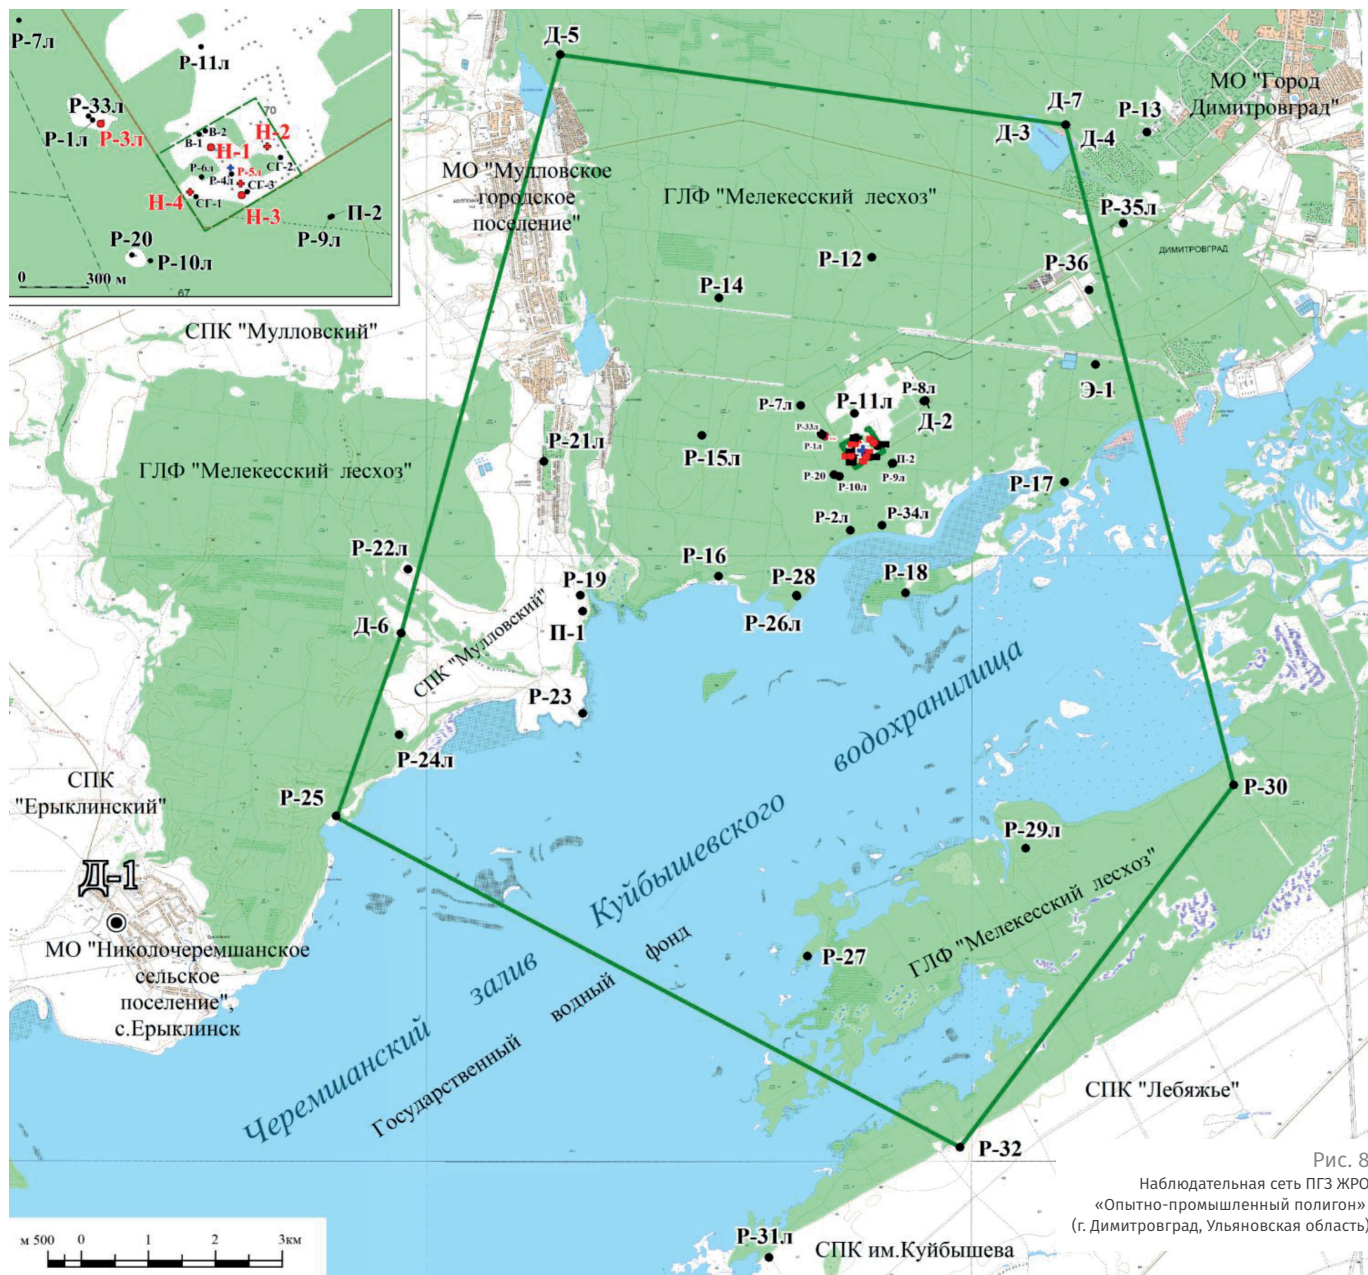 Р-7л
Р-11л
Р-33л
Р-1л
Р-3л
В-2
В-1
Н-1
Н-2
70
Р-6л
Р-4л
Р-5л
СГ-2
СГ-3
Н-4
СГ-1
Н-3
П-2
Р-9л
Р-20
Р-10л
0
300 м
67
Д-5
Д-7
Д-3
Д-4
Р-13
МО "Город
Димитровград"
МО "Мулловское
городское
поселение"
ГЛФ "Мелекесский лесхоз"
Р-35л
ДИМИТРОВГРАД
Р-12
Р-36
Р-14
СПК "Мулловский"
Э-1
Р-7л
Р-11л
Р-8л
Д-2
Р-33л
Р-1л
Р-15л
Р-21л
ГЛФ "Мелекесский лесхоз"
П-2
Р-20
Р-10л
Р-9л
Р-17
Р-2л
Р-34л
Р-22л
Р-16
Р-19
Р-28
Р-18
П-1
Р-26л
Д-6
СПК "Мулловский"
Р-23
Р-24л
СПК
"Ерыклинский"
Р-25
Р-30
Р-29л
Д-1
МО "Николочеремшанское
сельское
поселение",
с.Ерыклинск
Черемшанский залив Куйбышевского водохранилища
Государственный водный фонд
Р-27
ГЛФ "Мелекесский лесхоз"
СПК "Лебяжье"
Р-32
Р-31л
СПК им.Куйбышева
м 500 0 1 2 3км
Рис. 8
Наблюдательная сеть ПГЗ ЖРО
«Опытно-промышленный полигон»
(г. Димитровград, Ульяновская область)